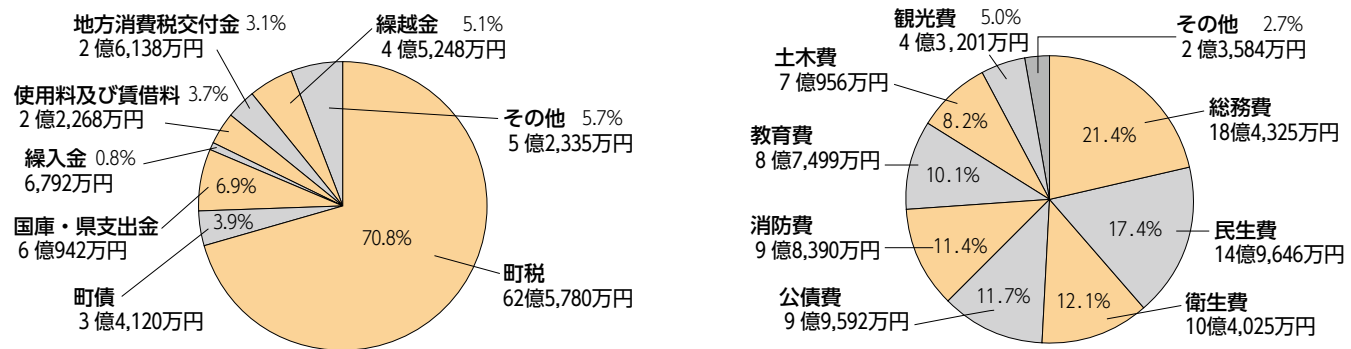 地方消費税交付金 3.1%
2 億6,138万円
繰越金 5.1%
4 億5,248万円
使用料及び賃借料 3.7%
2 億2,268万円
その他 5.7%
5 億2,335万円
繰入金 0.8%
6,792万円
6.9%
国庫・県支出金
6 億942万円
3.9%
70.8%
町税
62億5,780万円
町債
3 億4,120万円
観光費 5.0%
4 億3,201万円
その他 2.7%
2 億3,584万円
土木費
7 億956万円
8.2%
総務費
18億4,325万円
21.4%
教育費
8 億7,499万円
10.1%
消防費
9 億8,390万円
11.4%
17.4%
民生費
14億9,646万円
公債費
9 億9,592万円
11.7%
12.1%
衛生費
10億4,025万円